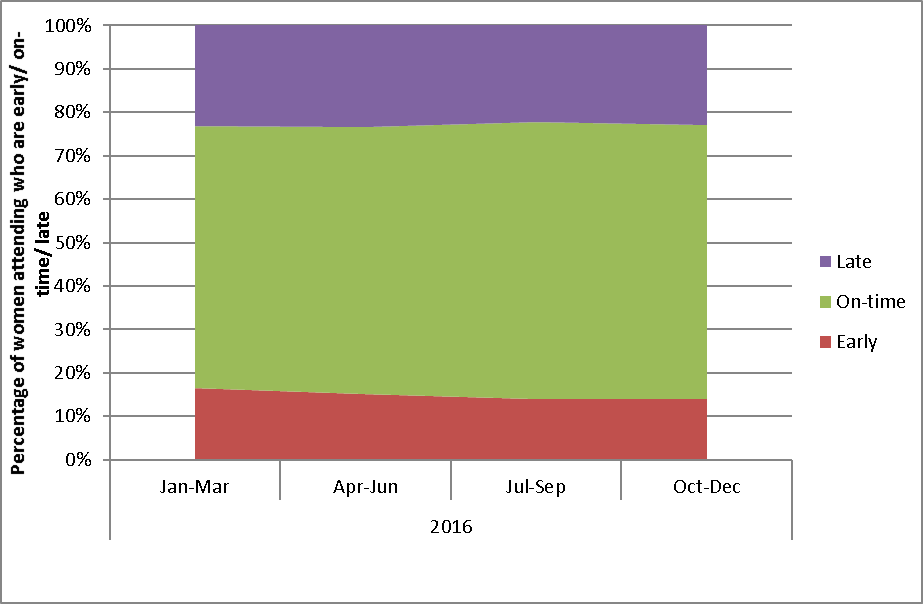 Percentage of women attending who are early/ on-
time/ late
100%
90%
80%
70%
60%
50%
40%
30%
20%
10%
0%
Jan-Mar
Apr-Jun
Jul-Sep
Oct-Dec
2016
Late
On-time
Early